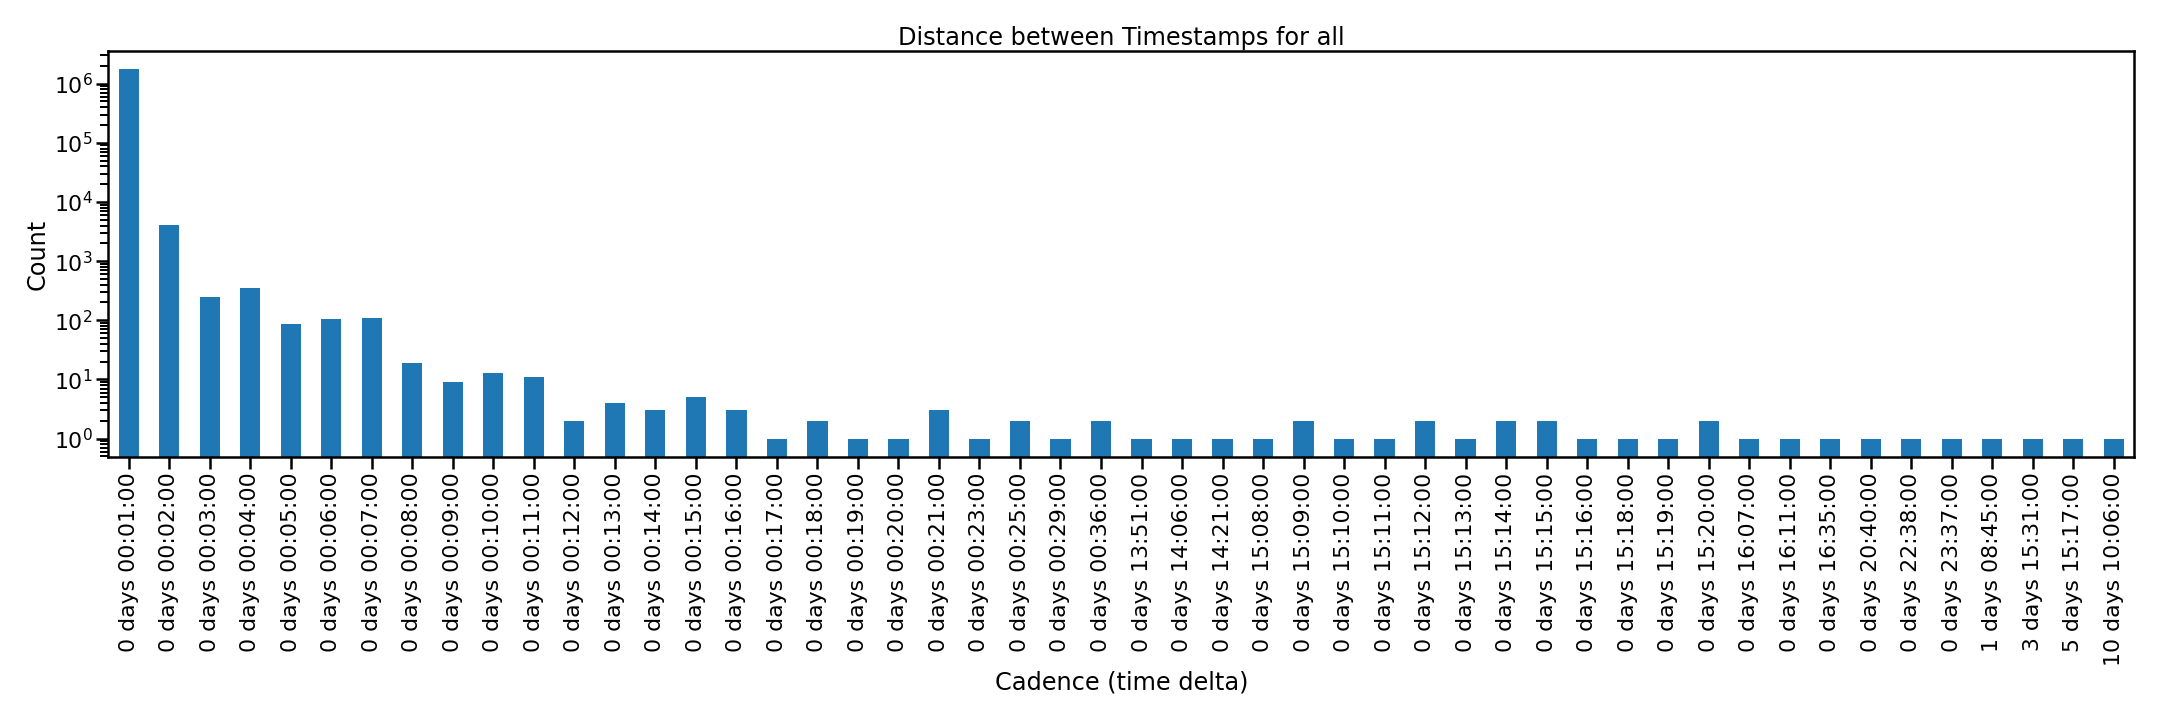 Distance between Timestamps for all
Count
10^6
10^5
10^4
10^3
10^2
10^1
10^0
0 days 00:01:00
0 days 00:02:00
0 days 00:03:00
0 days 00:04:00
0 days 00:05:00
0 days 00:06:00
0 days 00:07:00
0 days 00:08:00
0 days 00:09:00
0 days 00:10:00
0 days 00:11:00
0 days 00:12:00
0 days 00:13:00
0 days 00:14:00
0 days 00:15:00
0 days 00:16:00
0 days 00:17:00
0 days 00:18:00
0 days 00:19:00
0 days 00:20:00
0 days 00:21:00
0 days 00:23:00
0 days 00:25:00
0 days 00:29:00
0 days 00:36:00
0 days 13:51:00
0 days 14:06:00
0 days 14:21:00
0 days 15:08:00
0 days 15:09:00
0 days 15:10:00
0 days 15:11:00
0 days 15:12:00
0 days 15:13:00
0 days 15:14:00
0 days 15:15:00
0 days 15:16:00
0 days 15:18:00
0 days 15:19:00
0 days 15:20:00
0 days 16:07:00
0 days 16:11:00
0 days 16:35:00
0 days 20:40:00
0 days 22:38:00
0 days 23:37:00
1 days 08:45:00
3 days 15:31:00
5 days 15:17:00
10 days 10:06:00
Cadence (time delta)